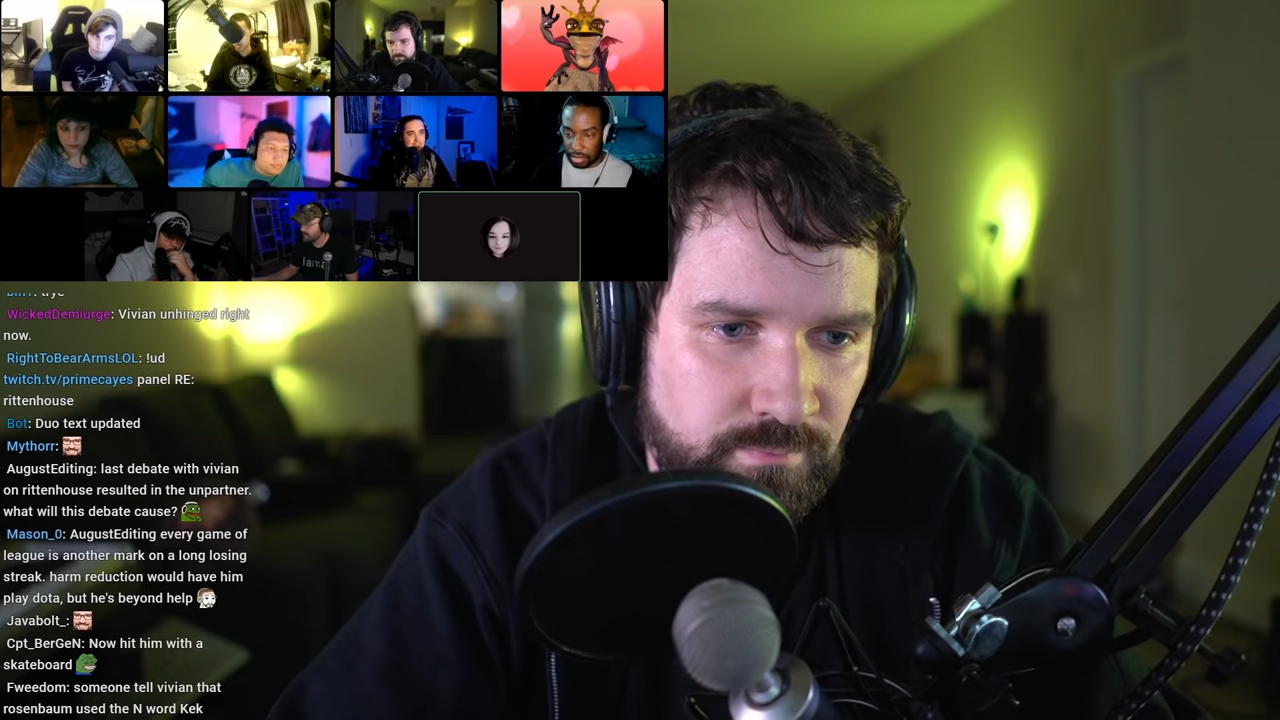 WickedDemiurge: Vivian unhinged right
now.
RightToBearArmsLOL: !ud
twitch.tv/primecayes panel RE:
rittenhouse
Bot: Duo text updated
Mythorr:
AugustEditing: last debate with vivian
on rittenhouse resulted in the unpartner.
what will this debate cause?
Mason_0: AugustEditing every game of
league is another mark on a long losing
streak. harm reduction would have him
play dota, but he's beyond help
Javabolt_:
Cpt_BerGeN: Now hit him with a
skateboard
Fweedom: someone tell vivian that
rosenbaum used the N word Kek